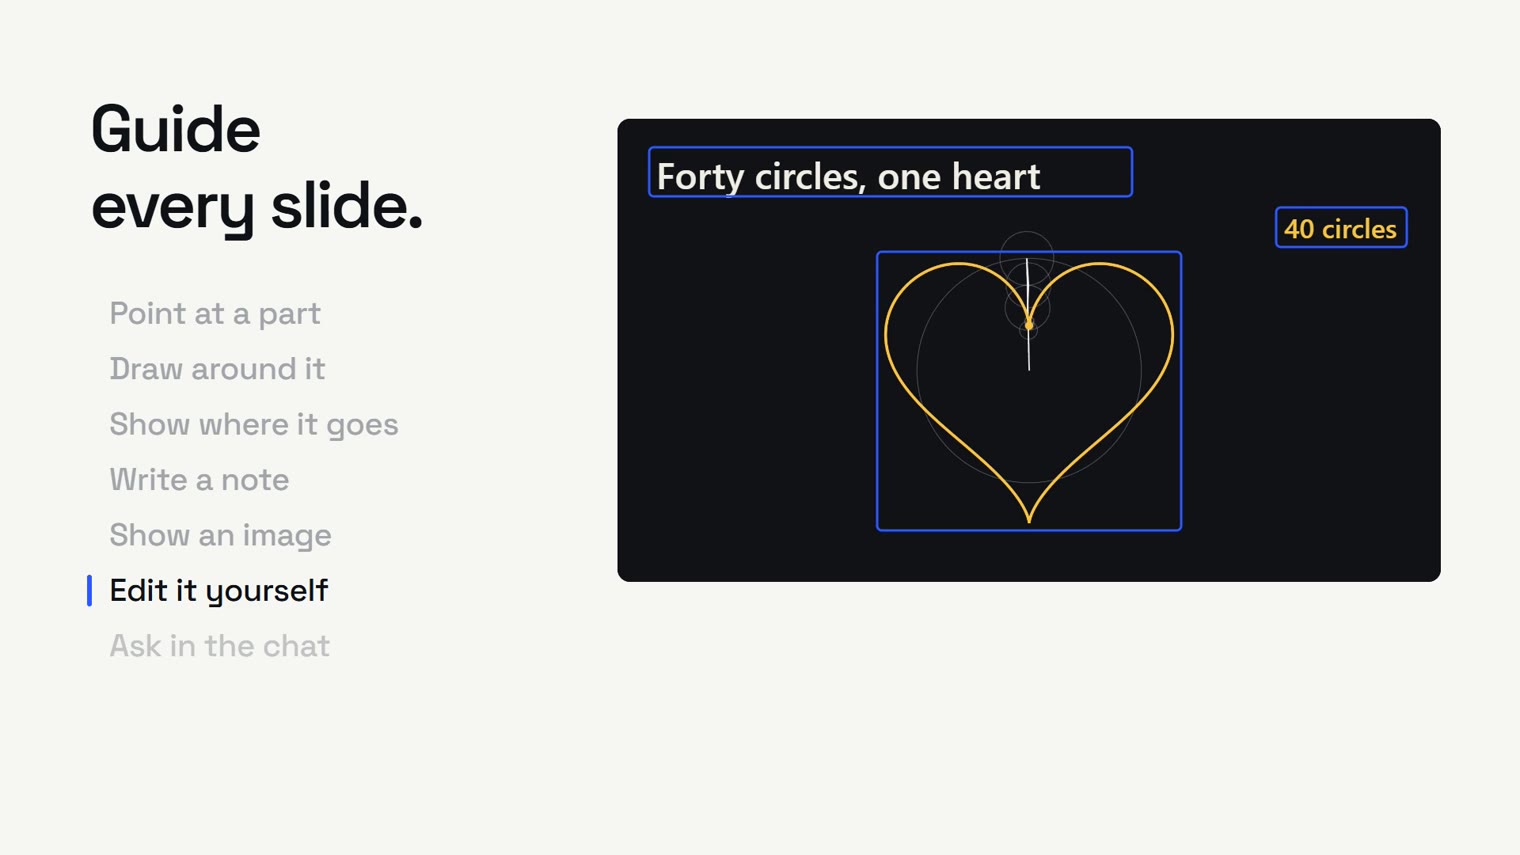 Guide
every slide.
Point at a part
Draw around it
Show where it goes
Write a note
Show an image
Edit it yourself
Ask in the chat
Forty circles, one heart
40 circles